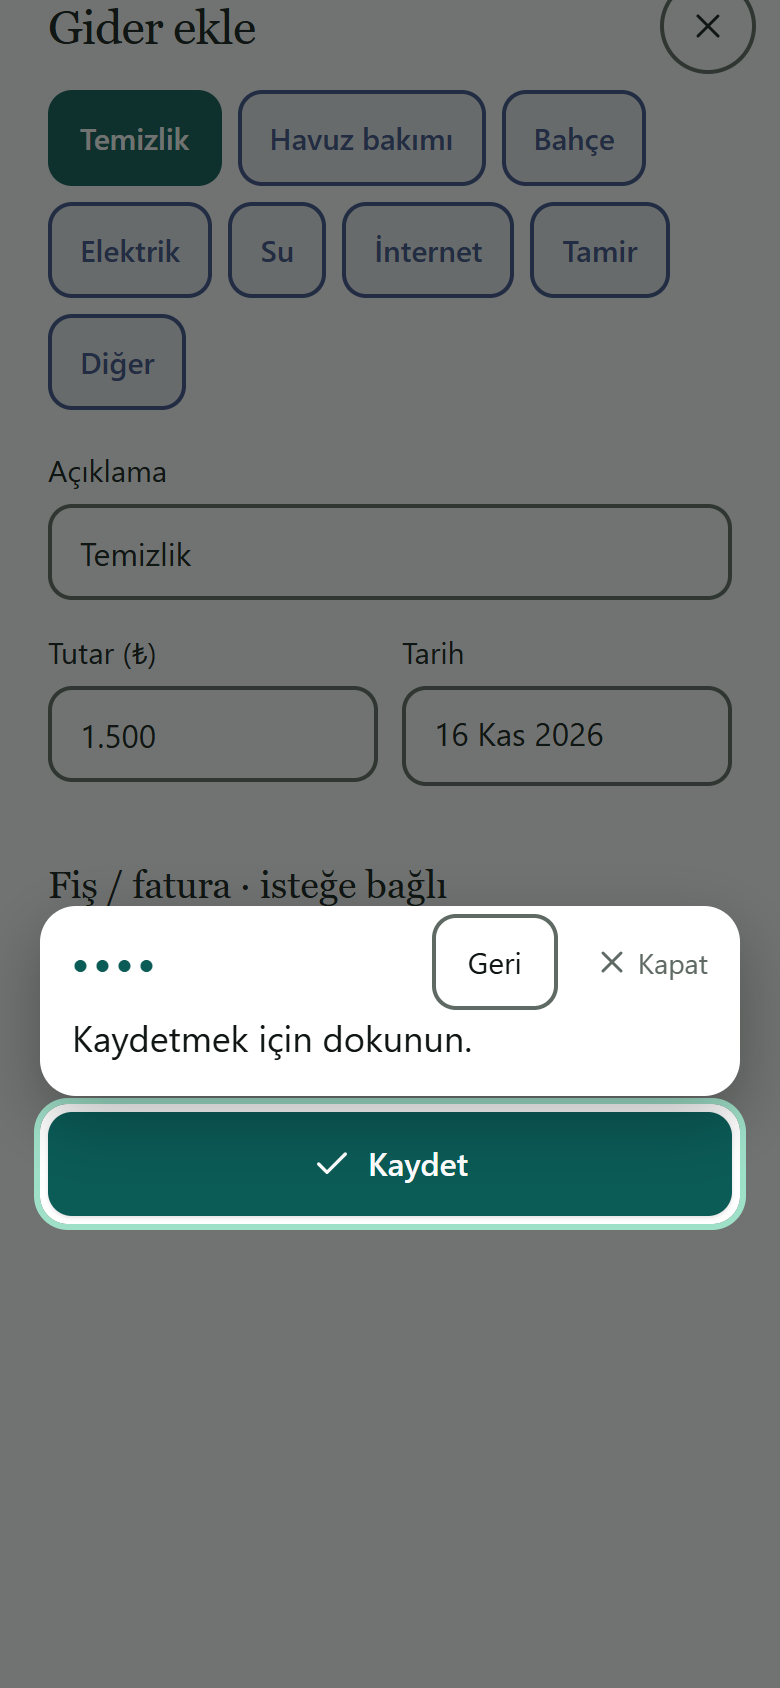 Gider ekle
Temizlik Havuz bakımı Bahçe
Elektrik Su İnternet Tamir
Diğer
Açıklama
Temizlik
Tutar (₺) Tarih
1.500 16 Kas 2026
Fiş / fatura · isteğe bağlı
Geri Kapat
Kaydetmek için dokunun.
Kaydet